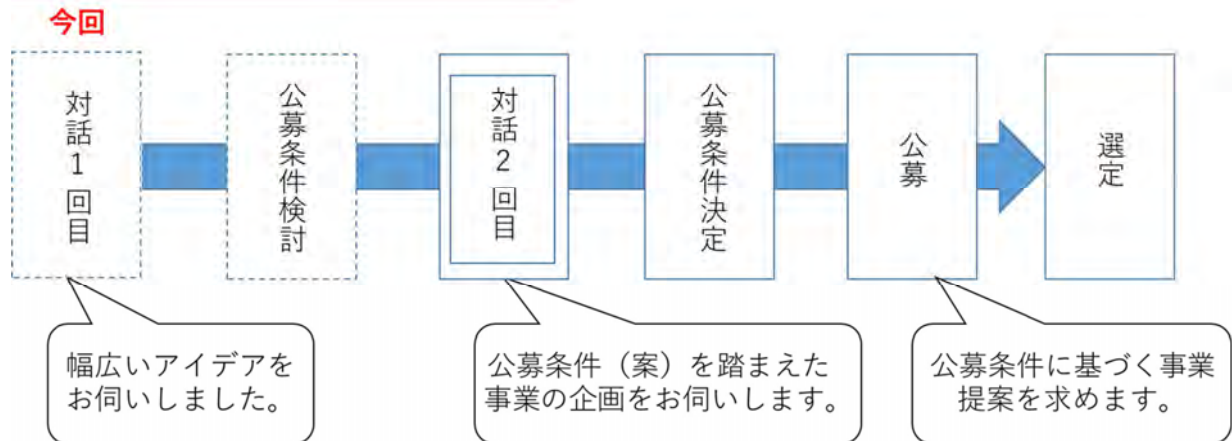 今回
対話1回目
公募条件検討
対話2回目
公募条件決定
公募
選定
幅広いアイデアを
お伺いしました。
公募条件（案）を踏まえた
事業の企画をお伺いします。
公募条件に基づく事業
提案を求めます。